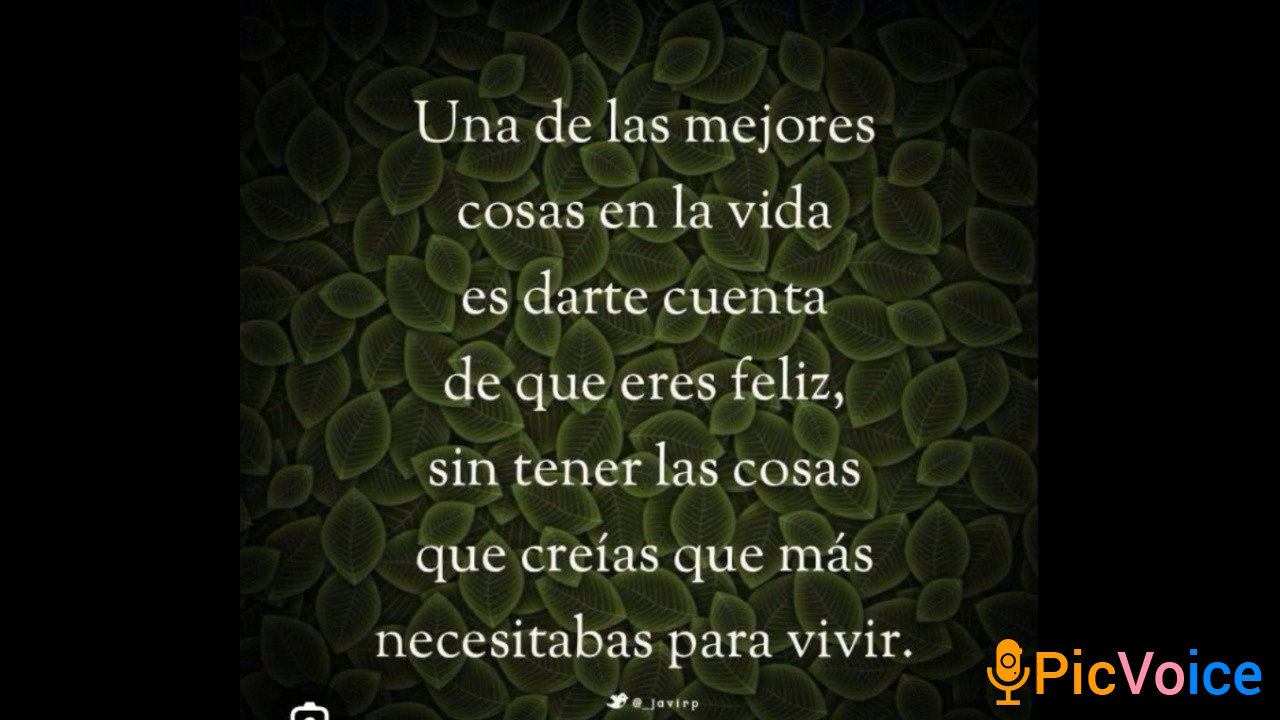 Una de las mejores
cosas en la vida
es darte cuenta
de que eres feliz,
sin tener las cosas
que creías que más
necesitabas para vivir.
@_javirp
PicVoice